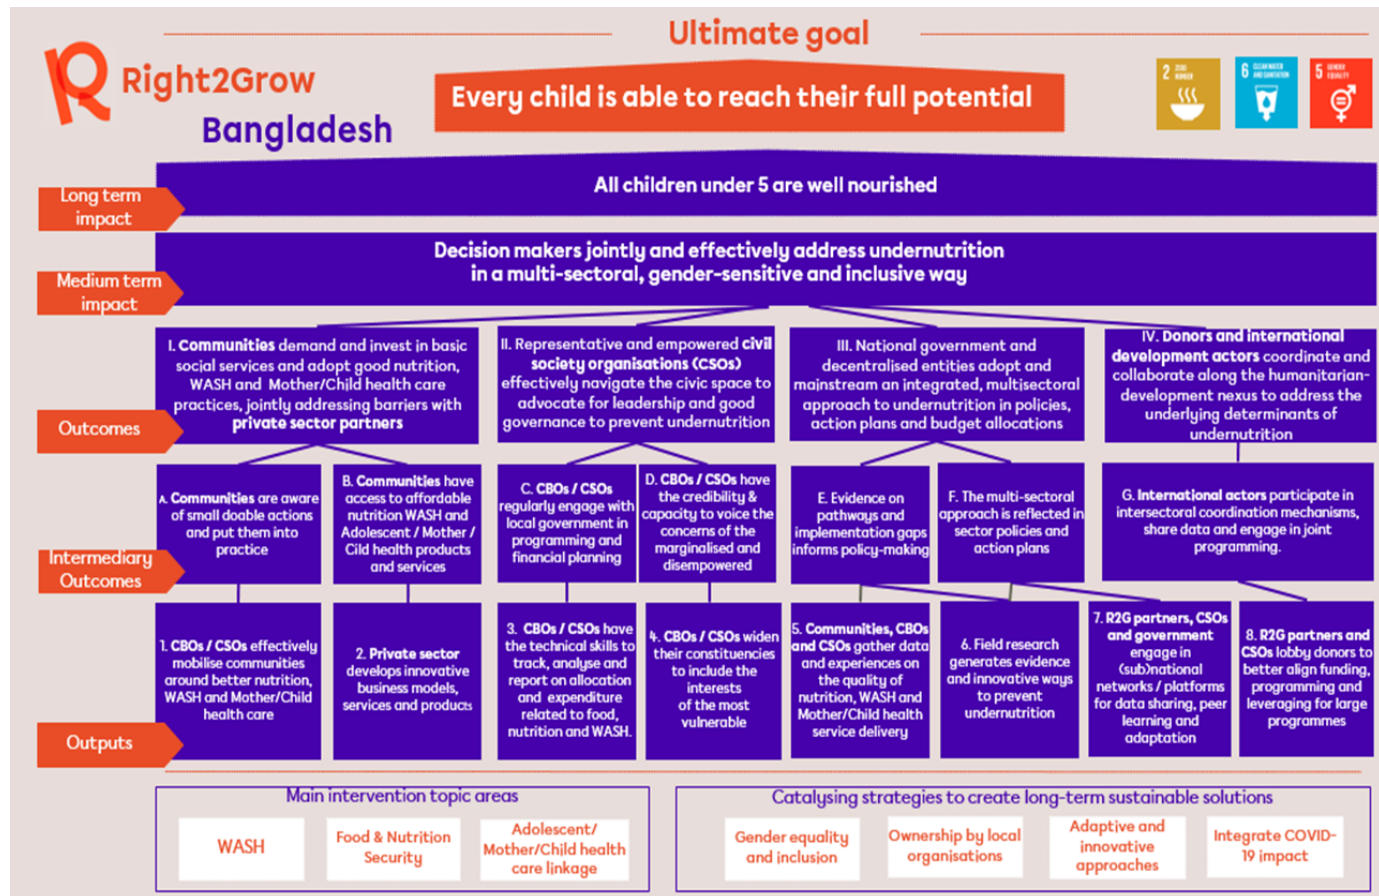 Ultimate goal
Right2Grow
Bangladesh
Every child is able to reach their full potential
2 ZERO
HUNGER
6 CLEAN WATER
AND SANITATION
5 GENDER
EQUALITY
Long term
impact
All children under 5 are well nourished
Medium term
impact
Decision makers jointly and effectively address undernutrition
in a multi-sectoral, gender-sensitive and inclusive way
Outcomes
I. Communities demand and invest in basic
social services and adopt good nutrition,
WASH and Mother/Child health care
practices, jointly addressing barriers with
private sector partners
II. Representative and empowered civil
society organisations (CSOs)
effectively navigate the civic space to
advocate for leadership and good
governance to prevent undernutrition
III. National government and
decentralised entities adopt and
mainstream an integrated, multisectoral
approach to undernutrition in policies,
action plans and budget allocations
IV. Donors and international
development actors coordinate and
collaborate along the humanitarian-
development nexus to address the
underlying determinants of
undernutrition
Intermediary
Outcomes
A. Communities are aware
of small doable actions
and put them into
practice
B. Communities have
access to affordable
nutrition WASH and
Adolescent / Mother /
Cild health products
and services
C. CBOs / CSOs
regularly engage with
local government in
programming and
financial planning
D. CBOs / CSOs have
the credibility &
capacity to voice the
concerns of the
marginalised and
disempowered
E. Evidence on
pathways and
implementation gaps
informs policy-making
F. The multi-sectoral
approach is reflected in
sector policies and
action plans
G. International actors participate in
intersectoral coordination mechanisms,
share data and engage in joint
programming.
Outputs
1. CBOs / CSOs effectively
mobilise communities
around better nutrition,
WASH and Mother/Child
health care
2. Private sector
develops innovative
business models,
services and products
3. CBOs / CSOs have
the technical skills to
track, analyse and
report on allocation
and expenditure
related to food,
nutrition and WASH.
4. CBOs / CSOs widen
their constituencies
to include the
interests
of the most
vulnerable
5. Communities, CBOs
and CSOs gather data
and experiences on
the quality of
nutrition, WASH and
Mother/Child health
service delivery
6. Field research
generates evidence
and innovative ways
to prevent
undernutrition
7. R2G partners, CSOs
and government
engage in
(sub)national
networks / platforms
for data sharing, peer
learning and
adaptation
8. R2G partners and
CSOs lobby donors to
better align funding,
programming and
leveraging for large
programmes
Main intervention topic areas
WASH
Food & Nutrition
Security
Adolescent/
Mother/Child health
care linkage
Catalysing strategies to create long-term sustainable solutions
Gender equality
and inclusion
Ownership by local
organisations
Adaptive and
innovative
approaches
Integrate COVID-
19 impact